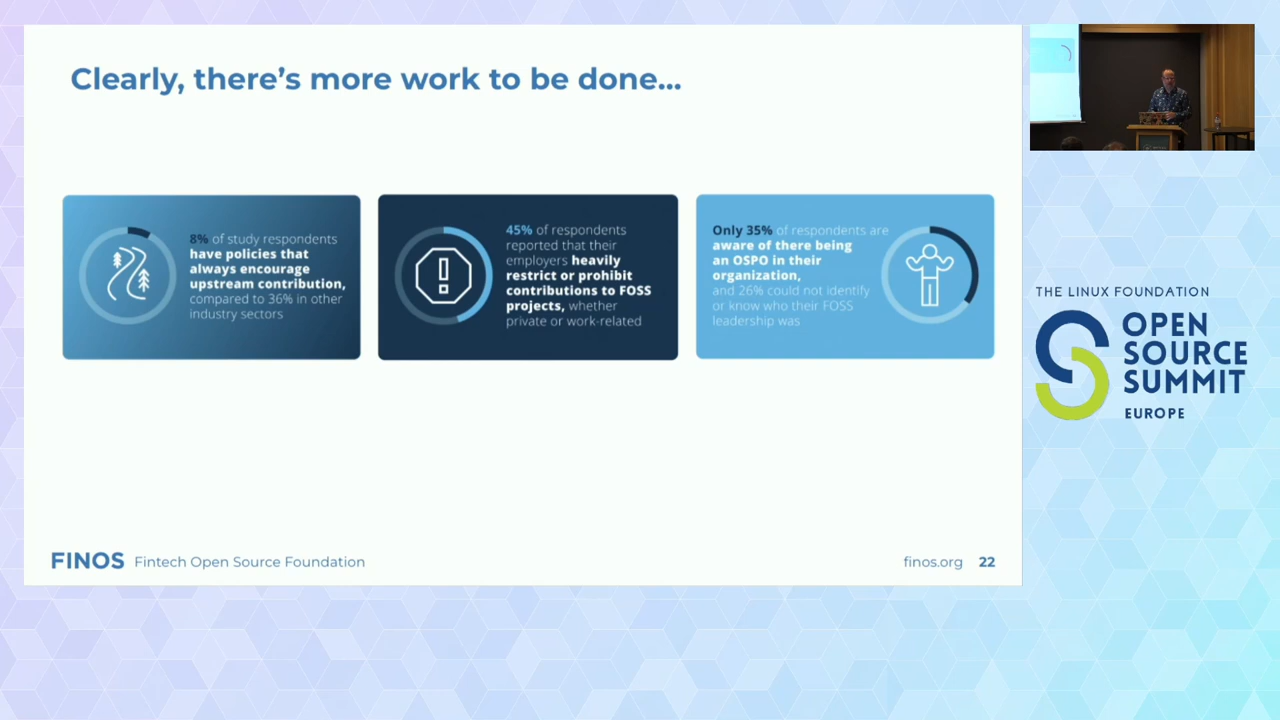 Clearly, there's more work to be done...
8% of study respondents
have policies that
always encourage
upstream contribution,
compared to 36% in other
industry sectors
45% of respondents
reported that their
employers heavily
restrict or prohibit
contributions to FOSS
projects, whether
private or work-related
Only 35% of respondents are
aware of there being
an OSPO in their
organization,
and 26% could not identify
or know who their FOSS
leadership was
FINOS Fintech Open Source Foundation
finos.org 22
THE LINUX FOUNDATION
OPEN
SOURCE
SUMMIT
EUROPE